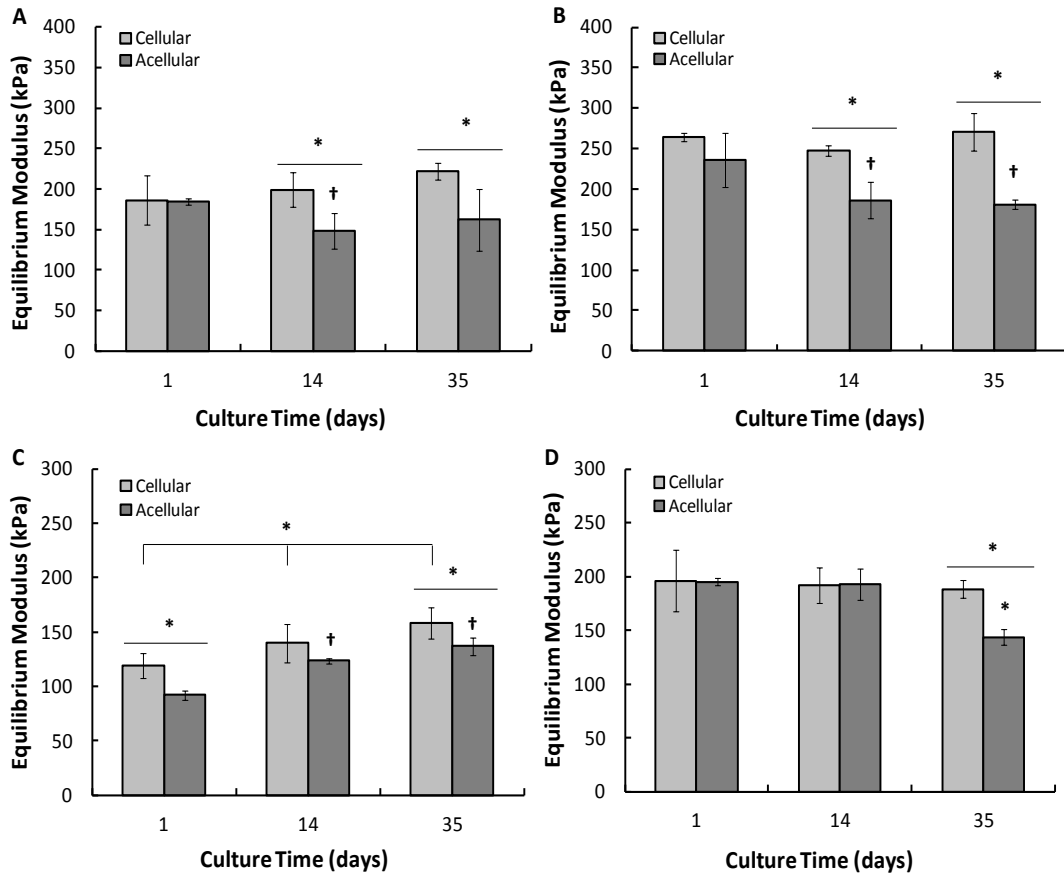 A
Equilibrium Modulus (kPa)
400
350
300
250
200
150
100
50
0
Cellular
Acellular
*
*
†
1
14
35
Culture Time (days)
B
Equilibrium Modulus (kPa)
400
350
300
250
200
150
100
50
0
Cellular
Acellular
*
*
†
†
1
14
35
Culture Time (days)
C
Equilibrium Modulus (kPa)
300
250
200
150
100
50
0
Cellular
Acellular
*
*
*
†
†
1
14
35
Culture Time (days)
D
Equilibrium Modulus (kPa)
300
250
200
150
100
50
0
Cellular
Acellular
*
*
1
14
35
Culture Time (days)